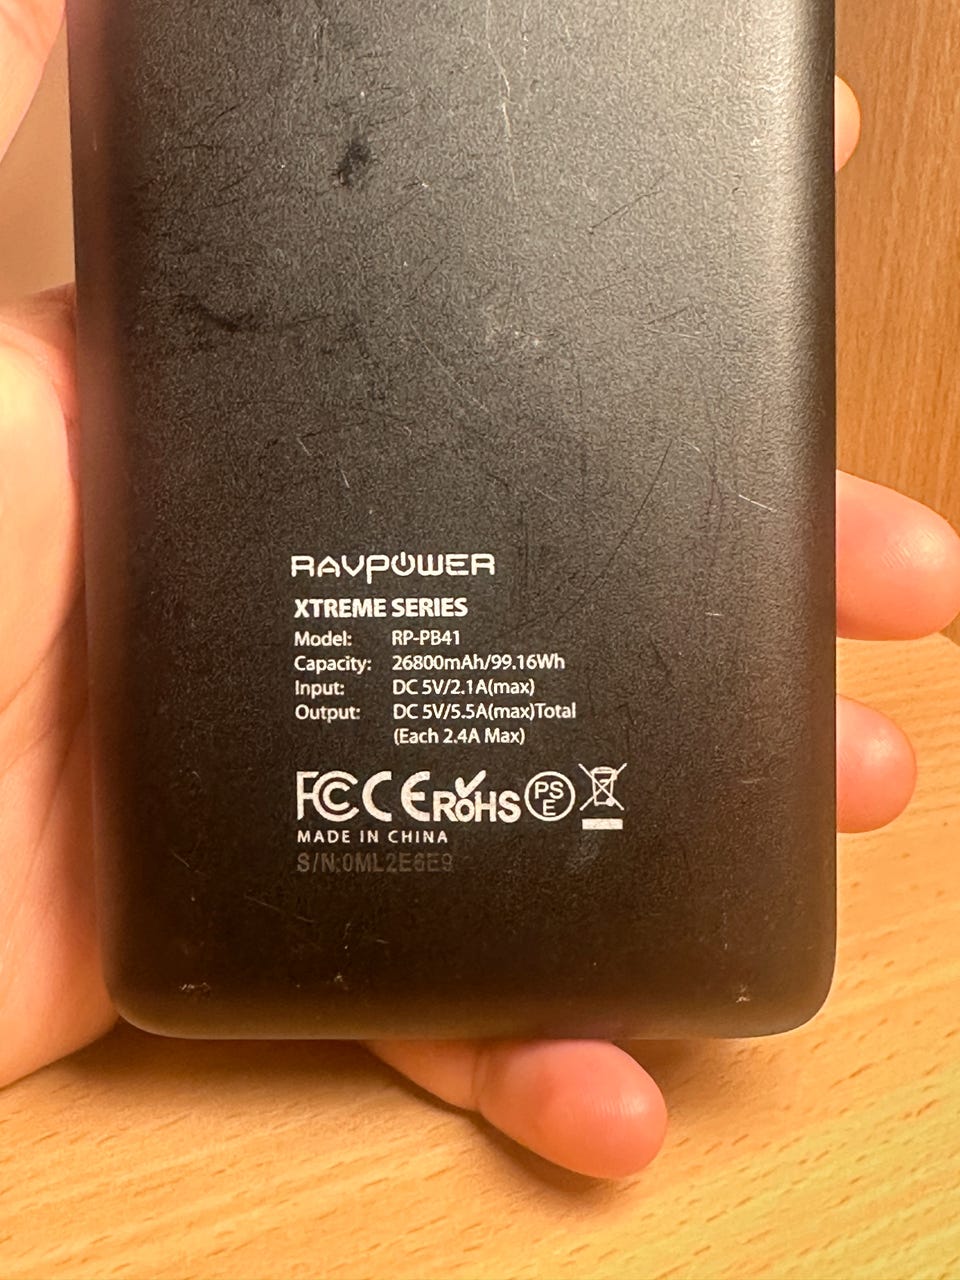 RAVPOWER
XTREME SERIES
Model: RP-PB41
Capacity: 26800mAh/99.16Wh
Input: DC 5V/2.1A(max)
Output: DC 5V/5.5A(max)Total
(Each 2.4A Max)
FC CE RoHS PS E
MADE IN CHINA
S/N:0ML2E6E9